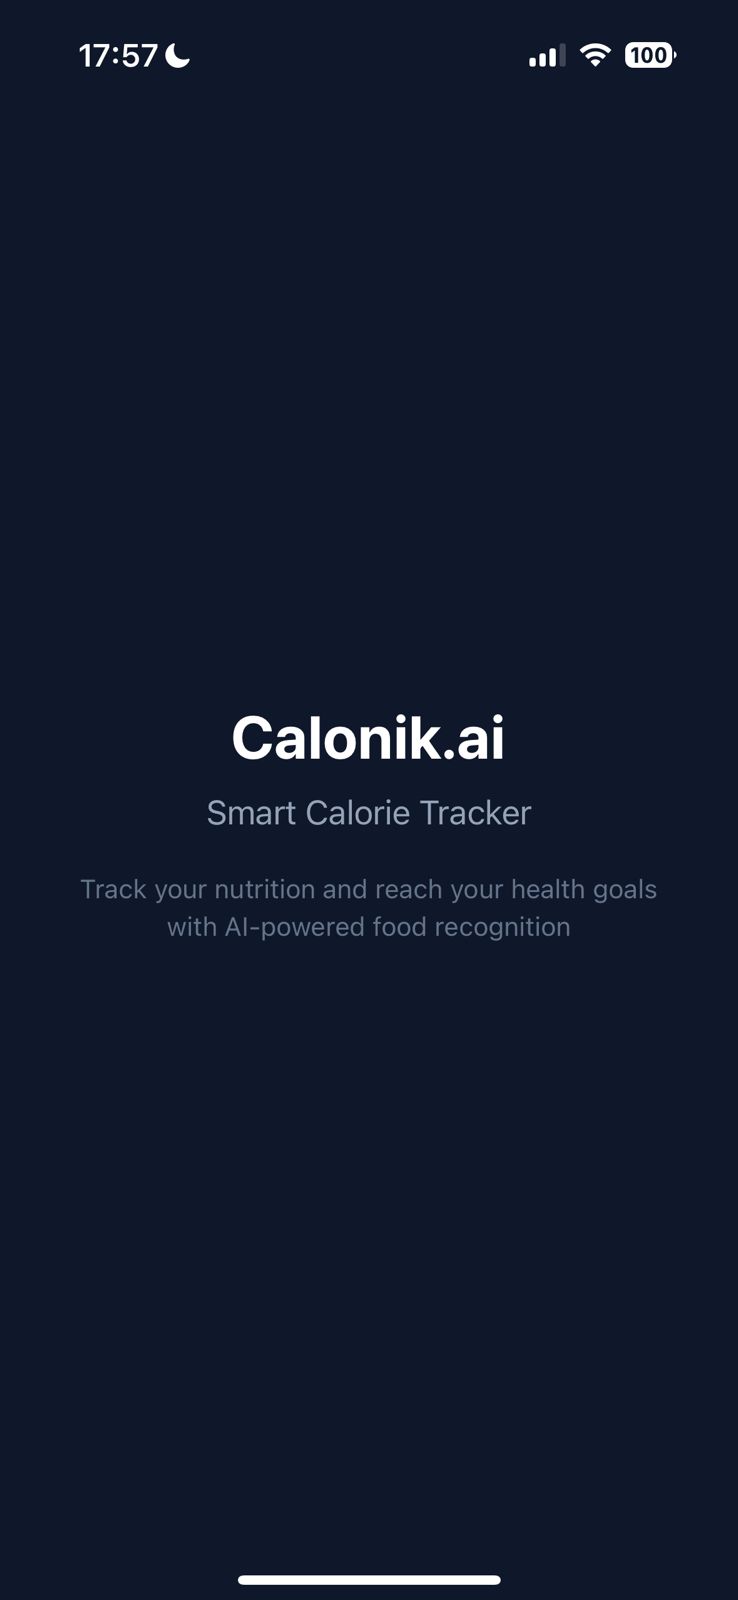 17:57
100
Calonik.ai
Smart Calorie Tracker
Track your nutrition and reach your health goals
with AI-powered food recognition